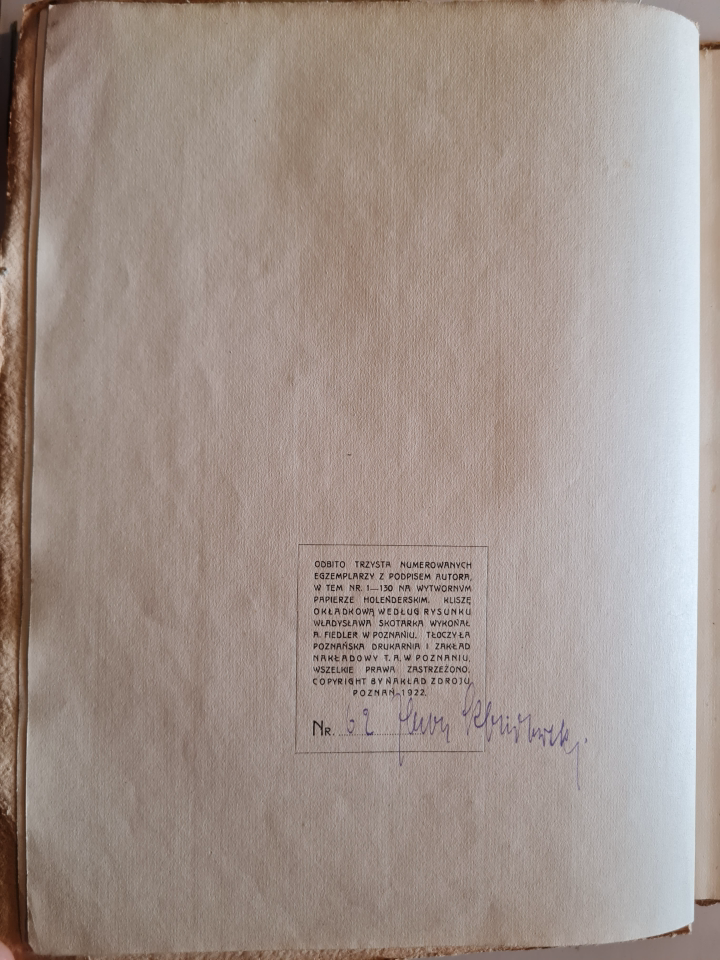 ODBITO TRZYSTA NUMEROWANYCH
EGZEMPLARZY Z PODPISEM AUTORA,
W TEM NR. 1—130 NA WYTWORNYM
PAPIERZE HOLENDERSKIM. KLISZĘ
OKŁADKOWĄ WEDŁUG RYSUNKU
WŁADYSŁAWA SKOTARKA WYKONAŁ
A. FIEDLER W POZNANIU. TŁOCZYŁA
POZNAŃSKA DRUKARNIA I ZAKŁAD
NAKŁADOWY T. A. W POZNANIU.
WSZELKIE PRAWA ZASTRZEŻONO.
COPYRIGHT BY NAKŁAD ZDROJU,
POZNAŃ—1922.
NR. 62